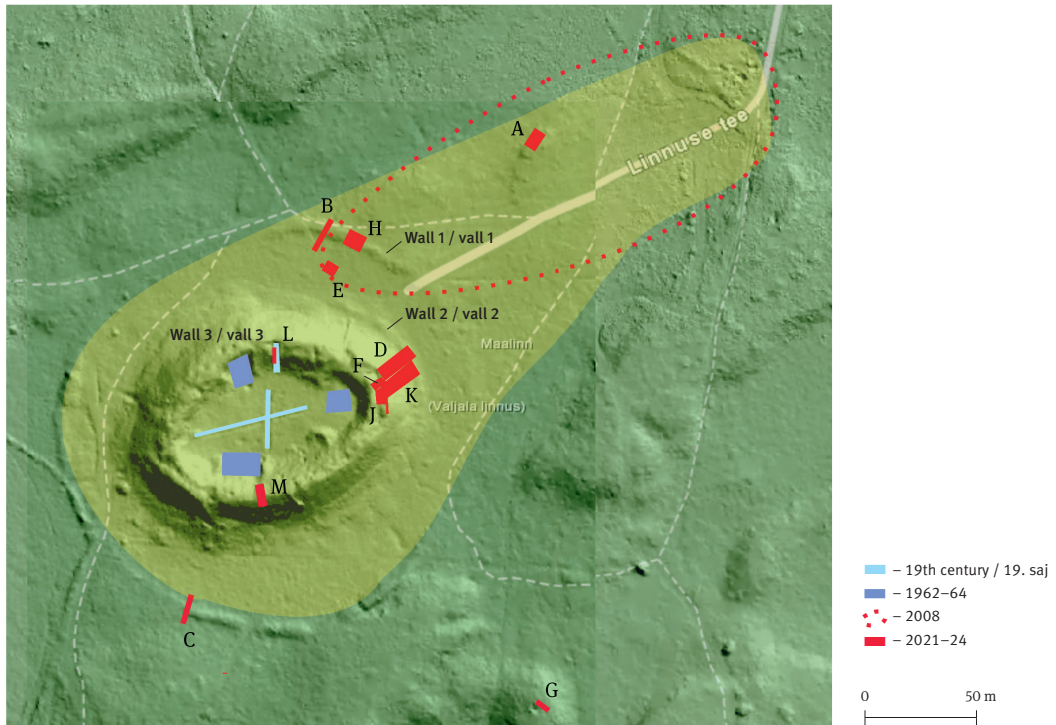 A
Linnuse tee
B
H
Wall 1 / vall 1
E
Wall 2 / vall 2
Wall 3 / vall 3
L
D
Maalinn
F
K
(Valjala linnus)
J
M
C
G
– 19th century / 19. saj
– 1962–64
– 2008
– 2021–24
0
50 m